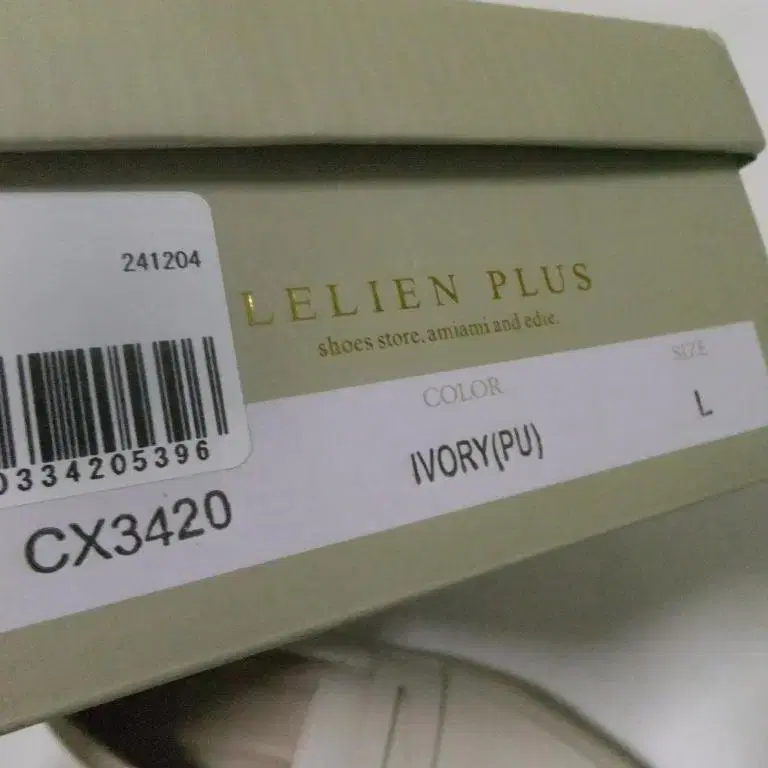 241204
LELIEN PLUS
shoes store. amiami and edie.
COLOR
SIZE
IVORY(PU)
L
0334205396
CX3420